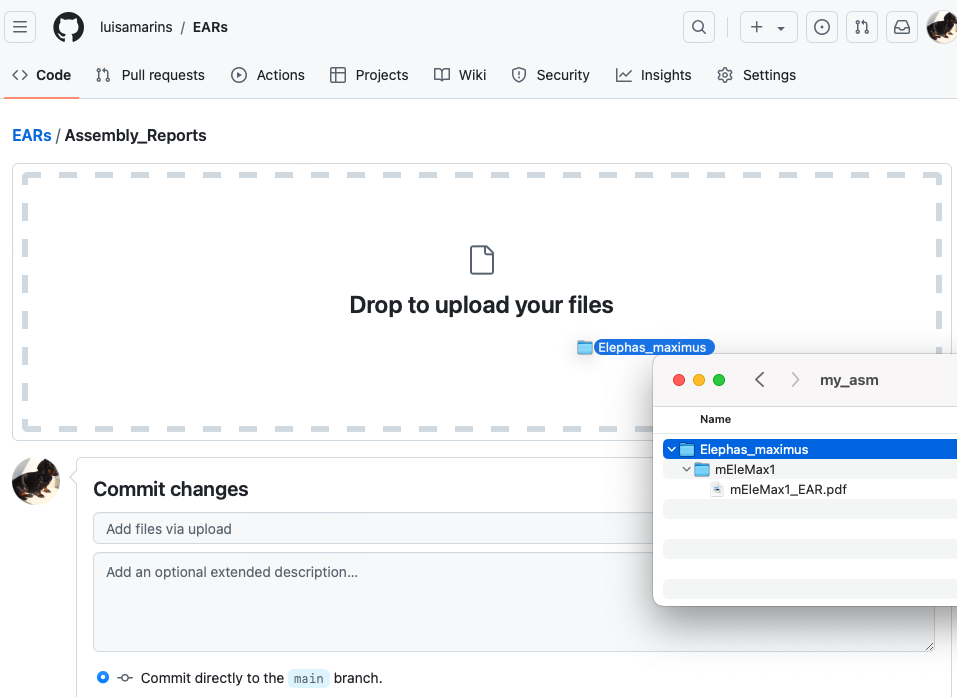 luisamarins / EARs
Code Pull requests Actions Projects Wiki Security Insights Settings
EARs / Assembly_Reports
Drop to upload your files
Elephas_maximus
my_asm
Name
Elephas_maximus
mEleMax1
mEleMax1_EAR.pdf
Commit changes
Add files via upload
Add an optional extended description...
Commit directly to the main branch.